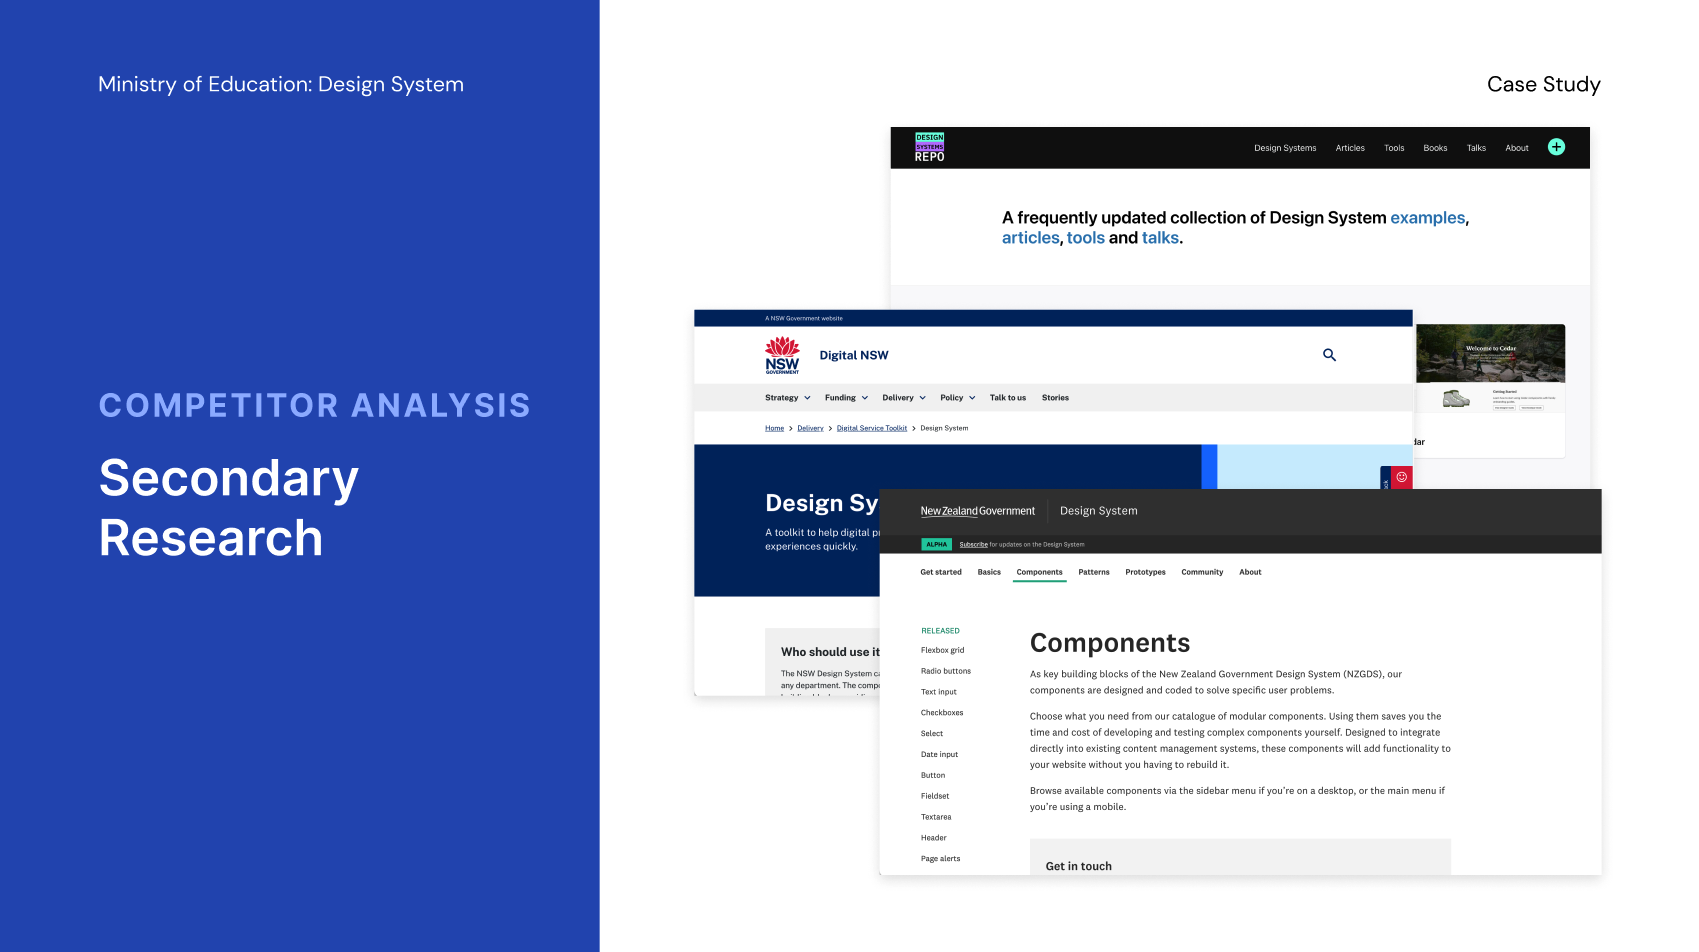 Ministry of Education: Design System
COMPETITOR ANALYSIS
Secondary
Research
Case Study
DESIGN
SYSTEMS
REPO
Design Systems Articles Tools Books Talks About
A frequently updated collection of Design System examples,
articles, tools and talks.
Welcome to Cedar
Getting Started
dar
A NSW Government website
NSW
GOVERNMENT
Digital NSW
Strategy Funding Delivery Policy Talk to us Stories
Home > Delivery > Digital Service Toolkit > Design System
Design Sy
A toolkit to help digital p
experiences quickly.
Who should use it
The NSW Design System ca
any department. The compo
New Zealand Government Design System
ALPHA Subscribe for updates on the Design System
Get started Basics Components Patterns Prototypes Community About
RELEASED
Flexbox grid
Radio buttons
Text input
Checkboxes
Select
Date input
Button
Fieldset
Textarea
Header
Page alerts
Components
As key building blocks of the New Zealand Government Design System (NZGDS), our
components are designed and coded to solve specific user problems.
Choose what you need from our catalogue of modular components. Using them saves you the
time and cost of developing and testing complex components yourself. Designed to integrate
directly into existing content management systems, these components will add functionality to
your website without you having to rebuild it.
Browse available components via the sidebar menu if you're on a desktop, or the main menu if
you're using a mobile.
Get in touch